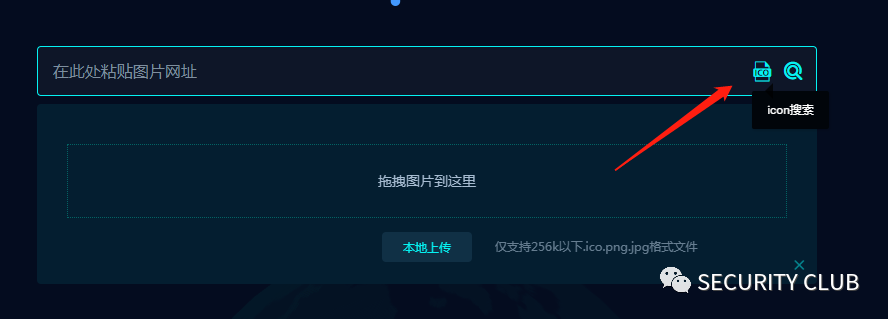 在此处粘贴图片网址
ICO
icon搜索
拖拽图片到这里
本地上传
仅支持256k以下.ico.png.jpg格式文件
SECURITY CLUB